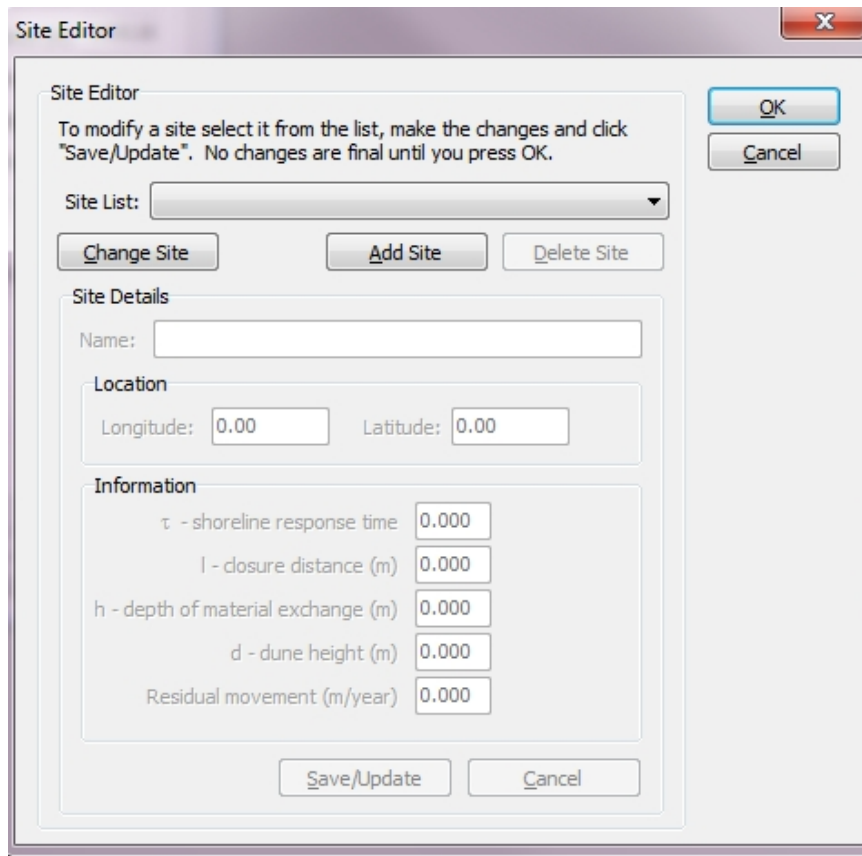 Site Editor
Site Editor
To modify a site select it from the list, make the changes and click
"Save/Update".  No changes are final until you press OK.
OK
Cancel
Site List:
Change Site
Add Site
Delete Site
Site Details
Name:
Location
Longitude: 0.00
Latitude: 0.00
Information
τ - shoreline response time 0.000
l - closure distance (m) 0.000
h - depth of material exchange (m) 0.000
d - dune height (m) 0.000
Residual movement (m/year) 0.000
Save/Update
Cancel